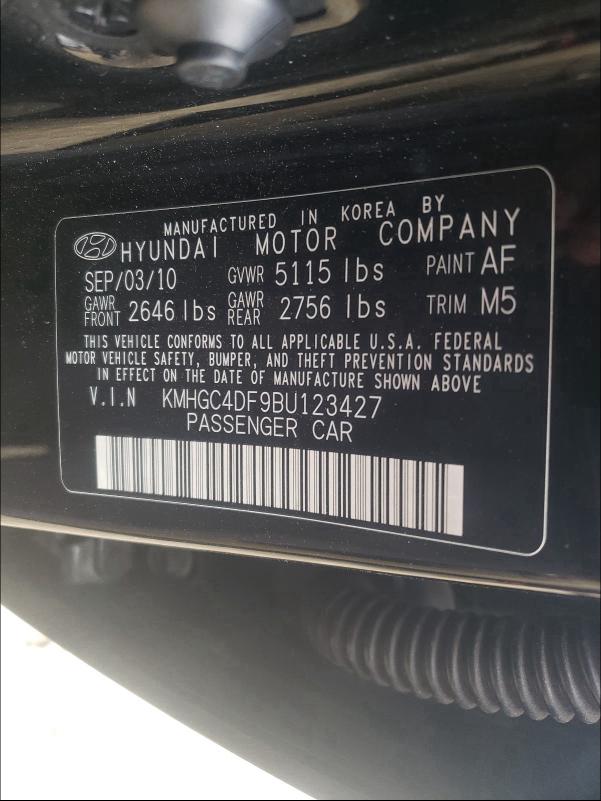 MANUFACTURED IN KOREA BY
HYUNDAI MOTOR COMPANY
SEP/03/10 GVWR 5115 lbs PAINT AF
GAWR FRONT 2646 lbs GAWR REAR 2756 lbs TRIM M5
THIS VEHICLE CONFORMS TO ALL APPLICABLE U.S.A. FEDERAL
MOTOR VEHICLE SAFETY, BUMPER, AND THEFT PREVENTION STANDARDS
IN EFFECT ON THE DATE OF MANUFACTURE SHOWN ABOVE
V.I.N KMHGC4DF9BU123427
PASSENGER CAR